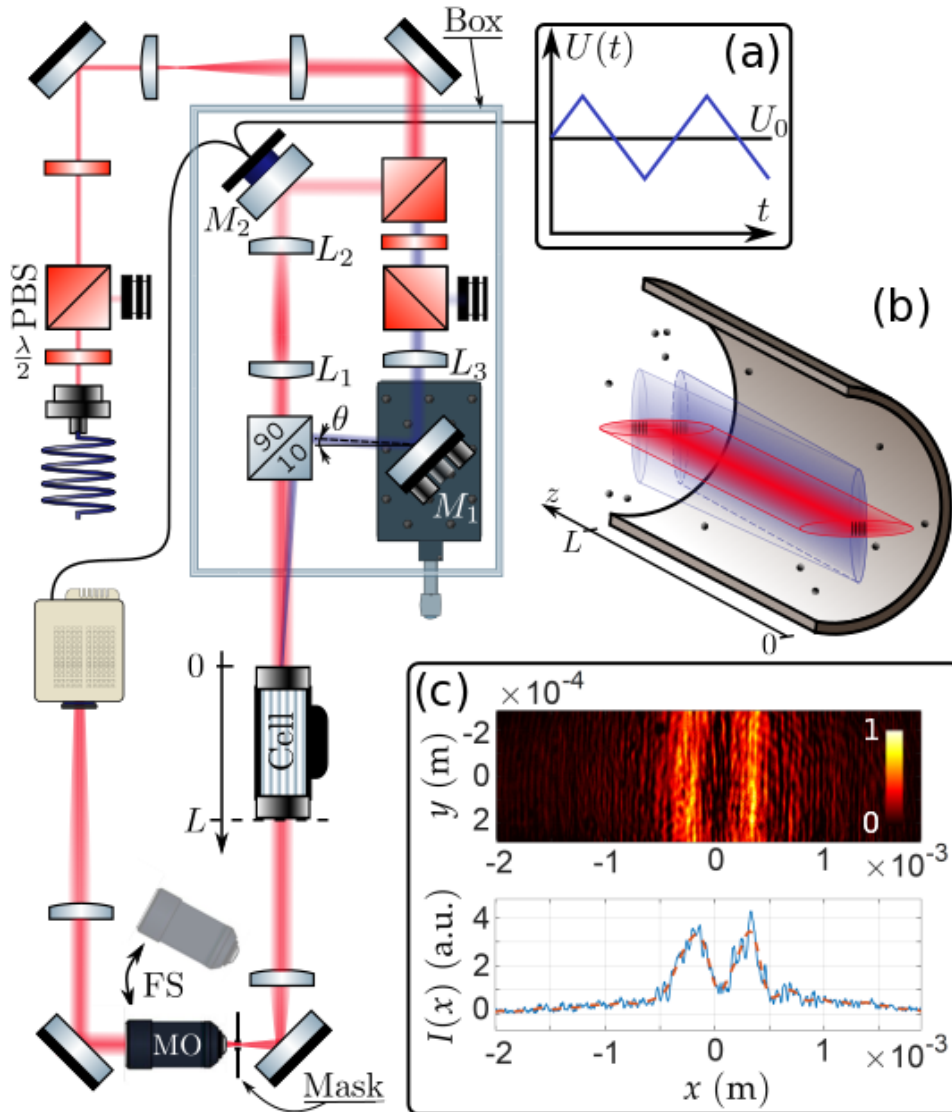 Box
(a)
U(t)
U₀
t
M₂
L₂
PBS
λ/2
L₁
L₃
θ
90
10
M₁
(b)
z
L
0
0
Cell
L
FS
MO
Mask
(c)
× 10⁻⁴
y (m)
-2
0
2
1
0
-2 -1 0 1 × 10⁻³
I(x) (a.u.)
4
2
0
-2 -1 0 1 × 10⁻³
x (m)